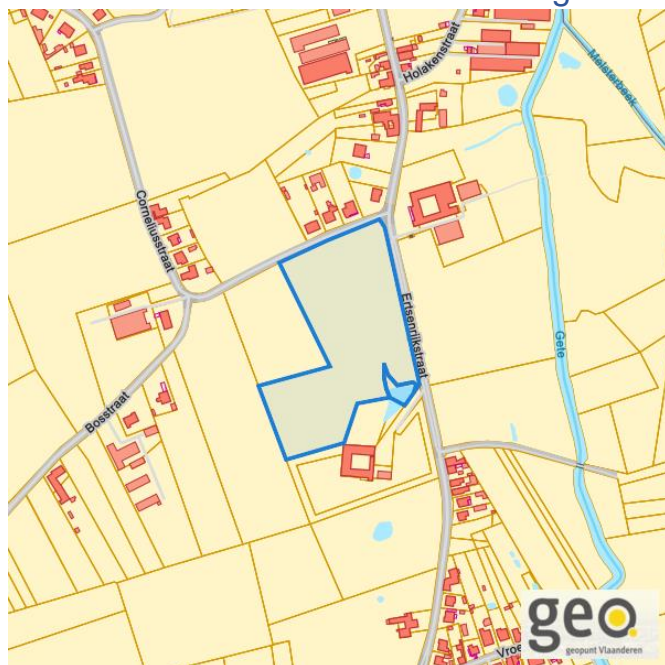 Holakenstraat
Melsterbeek
Corneliusstraat
Ertsenrijkstraat
Gete
Bosstraat
geo.
geopunt Vlaanderen
Vroe